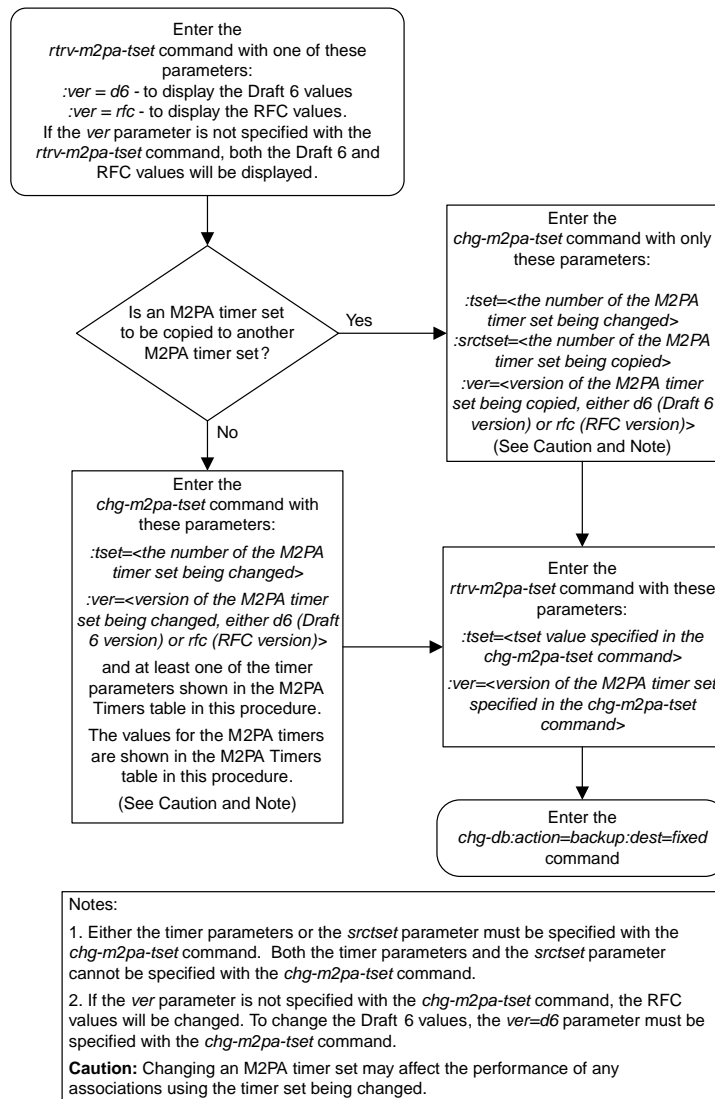 Enter the
rtrv-m2pa-tset command with one of these
parameters:
:ver = d6 - to display the Draft 6 values
:ver = rfc - to display the RFC values.
If the ver parameter is not specified with the
rtrv-m2pa-tset command, both the Draft 6 and
RFC values will be displayed.
Is an M2PA timer set
to be copied to another
M2PA timer set?
Yes
No
Enter the
chg-m2pa-tset command with only
these parameters:
:tset=<the number of the M2PA
timer set being changed>
:srctset=<the number of the M2PA
timer set being copied>
:ver=<version of the M2PA timer
set being copied, either d6 (Draft 6
version) or rfc (RFC version)>
(See Caution and Note)
Enter the
chg-m2pa-tset command with
these parameters:
:tset=<the number of the M2PA
timer set being changed>
:ver=<version of the M2PA timer
set being changed, either d6 (Draft
6 version) or rfc (RFC version)>
and at least one of the timer
parameters shown in the M2PA
Timers table in this procedure.
The values for the M2PA timers
are shown in the M2PA Timers
table in this procedure.
(See Caution and Note)
Enter the
rtrv-m2pa-tset command with these
parameters:
:tset=<tset value specified in the
chg-m2pa-tset command>
:ver=<version of the M2PA timer set
specified in the chg-m2pa-tset
command>
Enter the
chg-db:action=backup:dest=fixed
command
Notes:
1. Either the timer parameters or the srctset parameter must be specified with the
chg-m2pa-tset command. Both the timer parameters and the srctset parameter
cannot be specified with the chg-m2pa-tset command.
2. If the ver parameter is not specified with the chg-m2pa-tset command, the RFC
values will be changed. To change the Draft 6 values, the ver=d6 parameter must be
specified with the chg-m2pa-tset command.
Caution: Changing an M2PA timer set may affect the performance of any
associations using the timer set being changed.